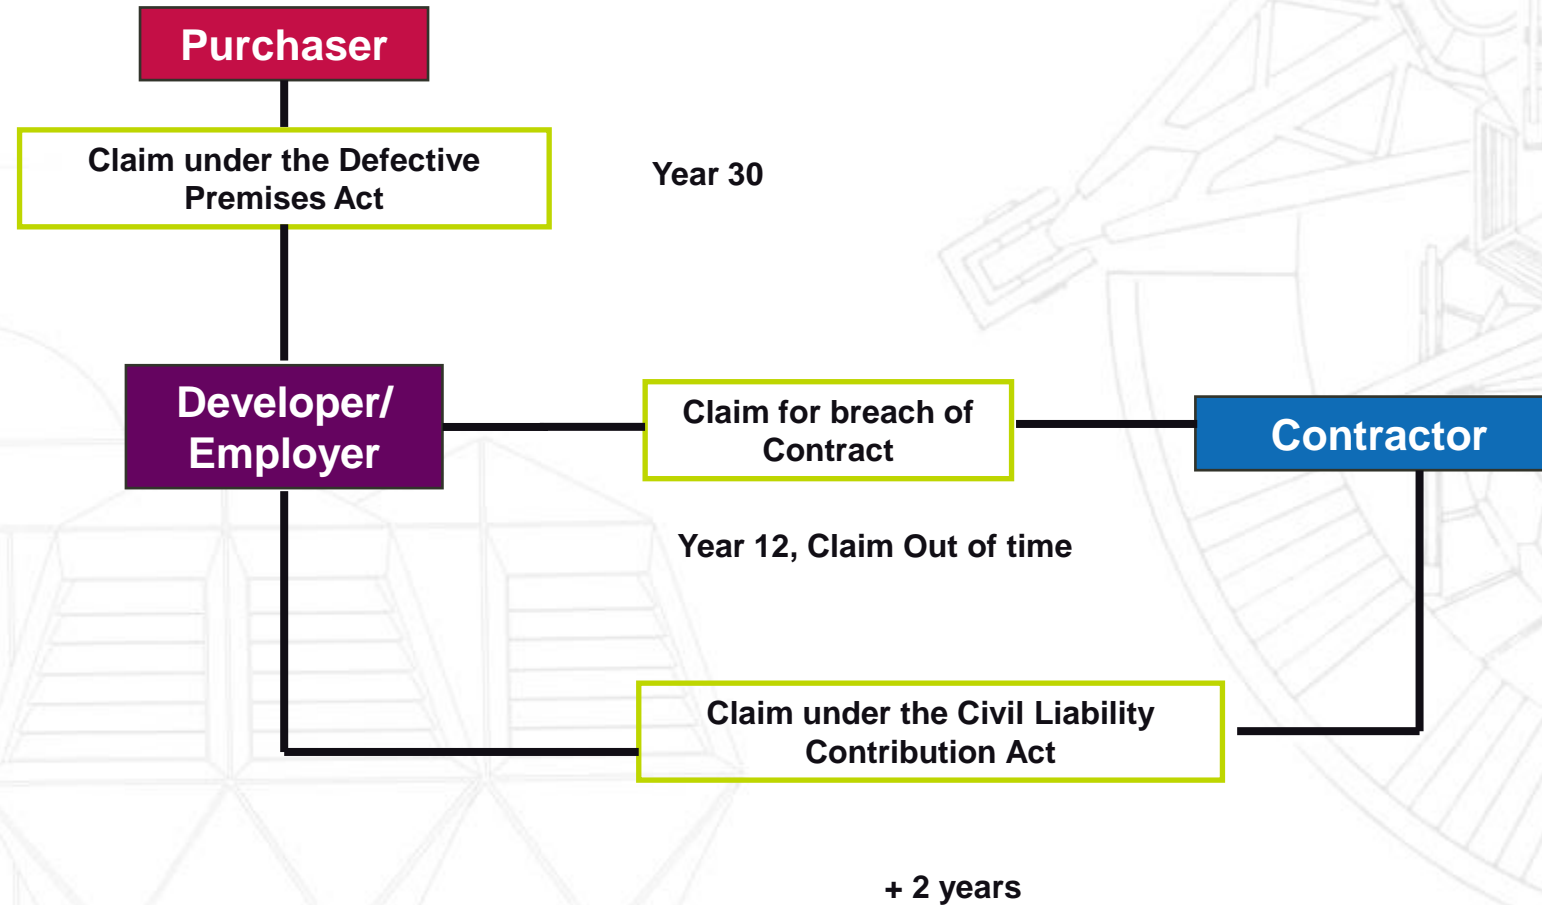 Purchaser
Claim under the Defective
Premises Act
Year 30
Developer/
Employer
Claim for breach of
Contract
Contractor
Year 12, Claim Out of time
Claim under the Civil Liability
Contribution Act
+ 2 years